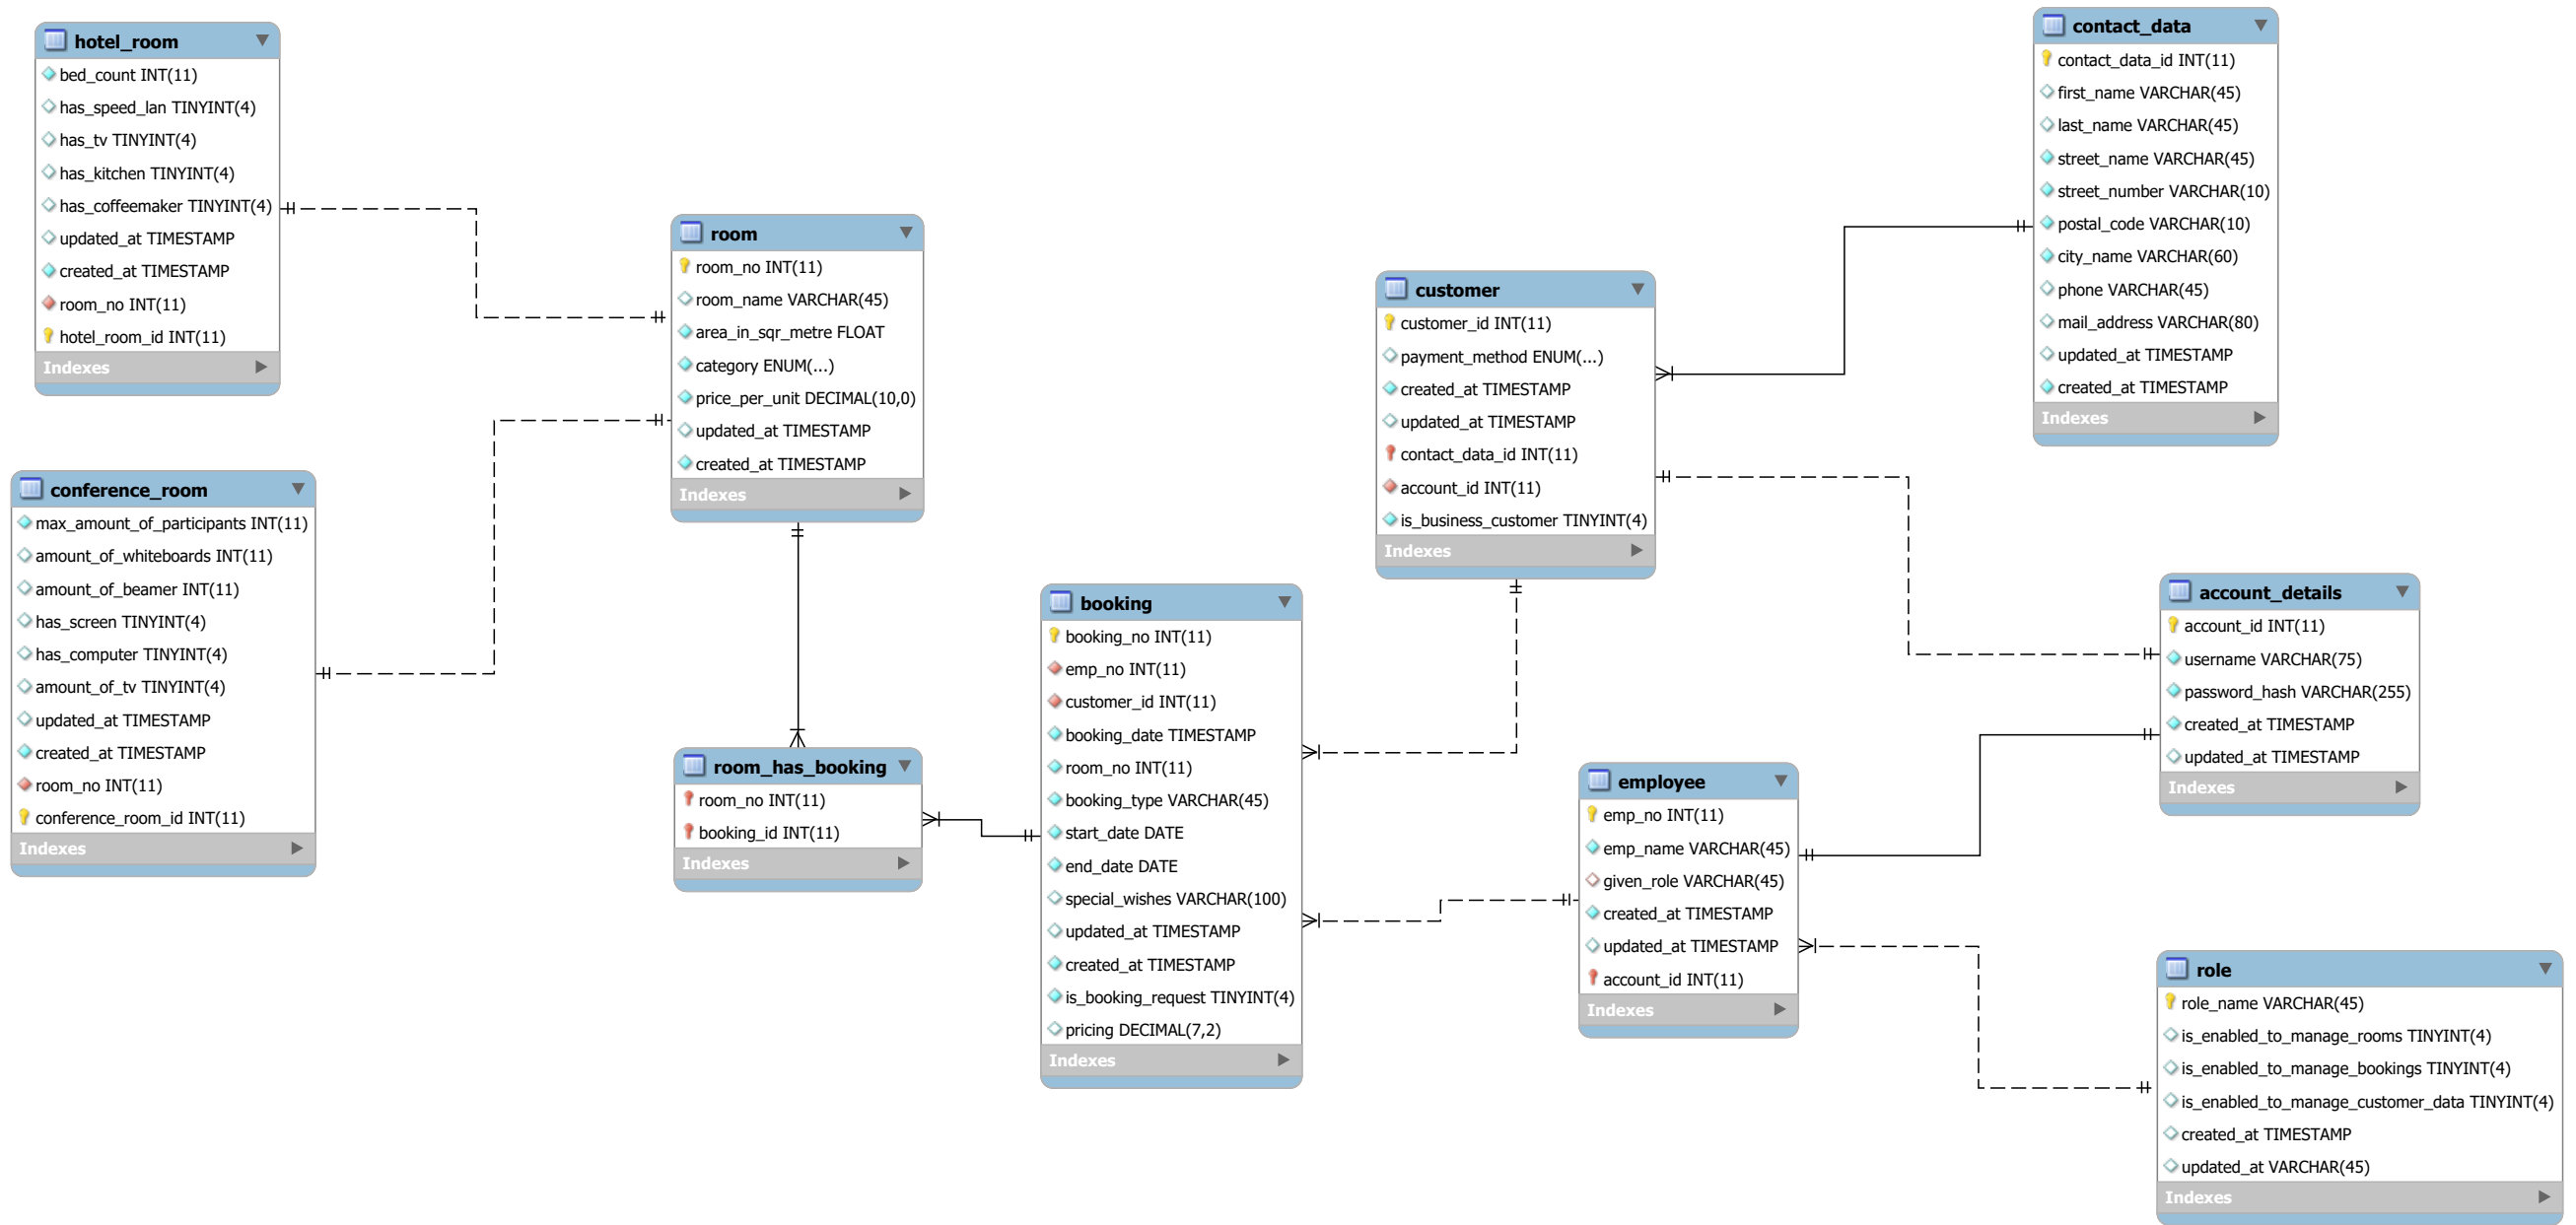 hotel_room
bed_count INT(11)
has_speed_lan TINYINT(4)
has_tv TINYINT(4)
has_kitchen TINYINT(4)
has_coffeemaker TINYINT(4)
updated_at TIMESTAMP
created_at TIMESTAMP
room_no INT(11)
hotel_room_id INT(11)
Indexes
conference_room
max_amount_of_participants INT(11)
amount_of_whiteboards INT(11)
amount_of_beamer INT(11)
has_screen TINYINT(4)
has_computer TINYINT(4)
amount_of_tv TINYINT(4)
updated_at TIMESTAMP
created_at TIMESTAMP
room_no INT(11)
conference_room_id INT(11)
Indexes
room
room_no INT(11)
room_name VARCHAR(45)
area_in_sqr_metre FLOAT
category ENUM(...)
price_per_unit DECIMAL(10,0)
updated_at TIMESTAMP
created_at TIMESTAMP
Indexes
room_has_booking
room_no INT(11)
booking_id INT(11)
Indexes
booking
booking_no INT(11)
emp_no INT(11)
customer_id INT(11)
booking_date TIMESTAMP
room_no INT(11)
booking_type VARCHAR(45)
start_date DATE
end_date DATE
special_wishes VARCHAR(100)
updated_at TIMESTAMP
created_at TIMESTAMP
is_booking_request TINYINT(4)
pricing DECIMAL(7,2)
Indexes
customer
customer_id INT(11)
payment_method ENUM(...)
created_at TIMESTAMP
updated_at TIMESTAMP
contact_data_id INT(11)
account_id INT(11)
is_business_customer TINYINT(4)
Indexes
employee
emp_no INT(11)
emp_name VARCHAR(45)
given_role VARCHAR(45)
created_at TIMESTAMP
updated_at TIMESTAMP
account_id INT(11)
Indexes
contact_data
contact_data_id INT(11)
first_name VARCHAR(45)
last_name VARCHAR(45)
street_name VARCHAR(45)
street_number VARCHAR(10)
postal_code VARCHAR(10)
city_name VARCHAR(60)
phone VARCHAR(45)
mail_address VARCHAR(80)
updated_at TIMESTAMP
created_at TIMESTAMP
Indexes
account_details
account_id INT(11)
username VARCHAR(75)
password_hash VARCHAR(255)
created_at TIMESTAMP
updated_at TIMESTAMP
Indexes
role
role_name VARCHAR(45)
is_enabled_to_manage_rooms TINYINT(4)
is_enabled_to_manage_bookings TINYINT(4)
is_enabled_to_manage_customer_data TINYINT(4)
created_at TIMESTAMP
updated_at VARCHAR(45)
Indexes